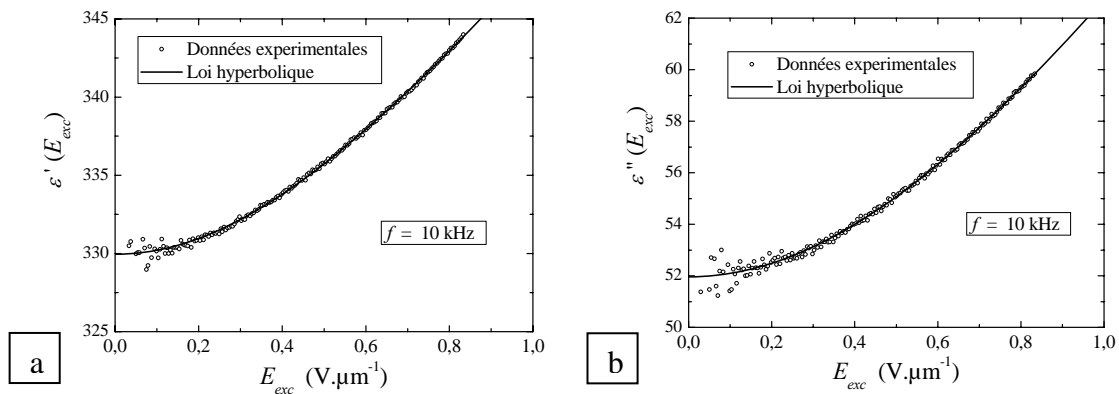 345
340
335
330
325
0,0
0,2
0,4
0,6
0,8
1,0
ε' (E_exc)
E_exc (V.µm⁻¹)
Données experimentales
Loi hyperbolique
f = 10 kHz
a
62
60
58
56
54
52
50
0,0
0,2
0,4
0,6
0,8
1,0
ε" (E_exc)
E_exc (V.µm⁻¹)
Données experimentales
Loi hyperbolique
f = 10 kHz
b